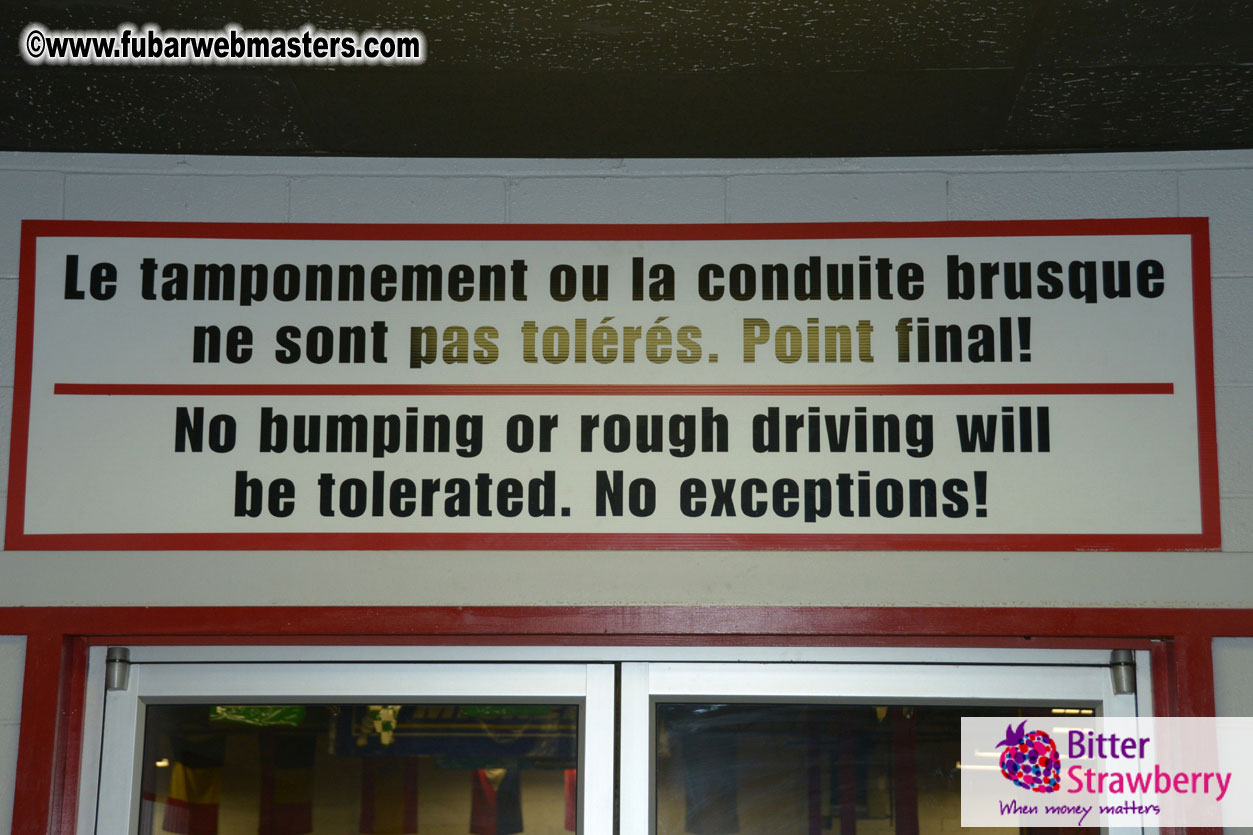 ©www.fubarwebmasters.com
Le tamponnement ou la conduite brusque
ne sont pas tolérés. Point final!
No bumping or rough driving will
be tolerated. No exceptions!
Bitter
Strawberry
When money matters